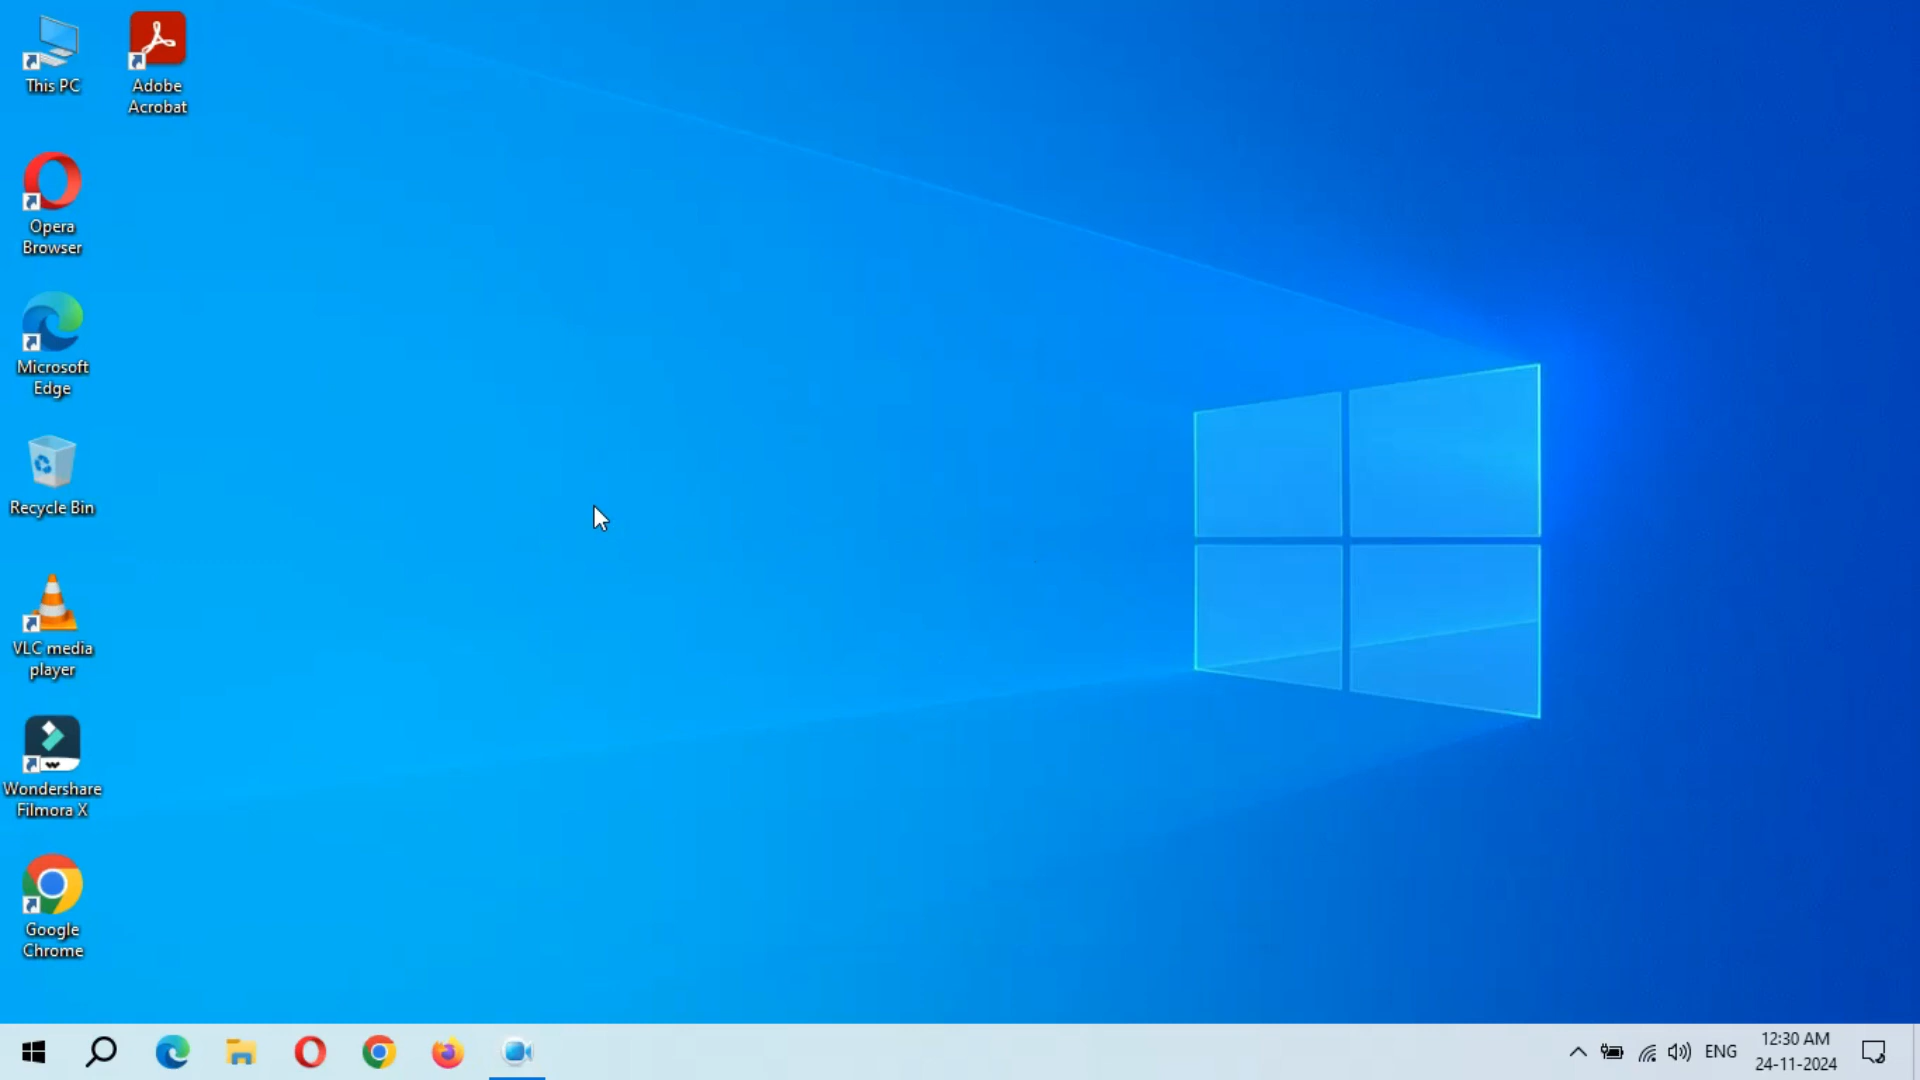 This PC
Adobe
Acrobat
Opera
Browser
Microsoft
Edge
Recycle Bin
VLC media
player
Wondershare
Filmora X
Google
Chrome
ENG
12:30 AM
24-11-2024